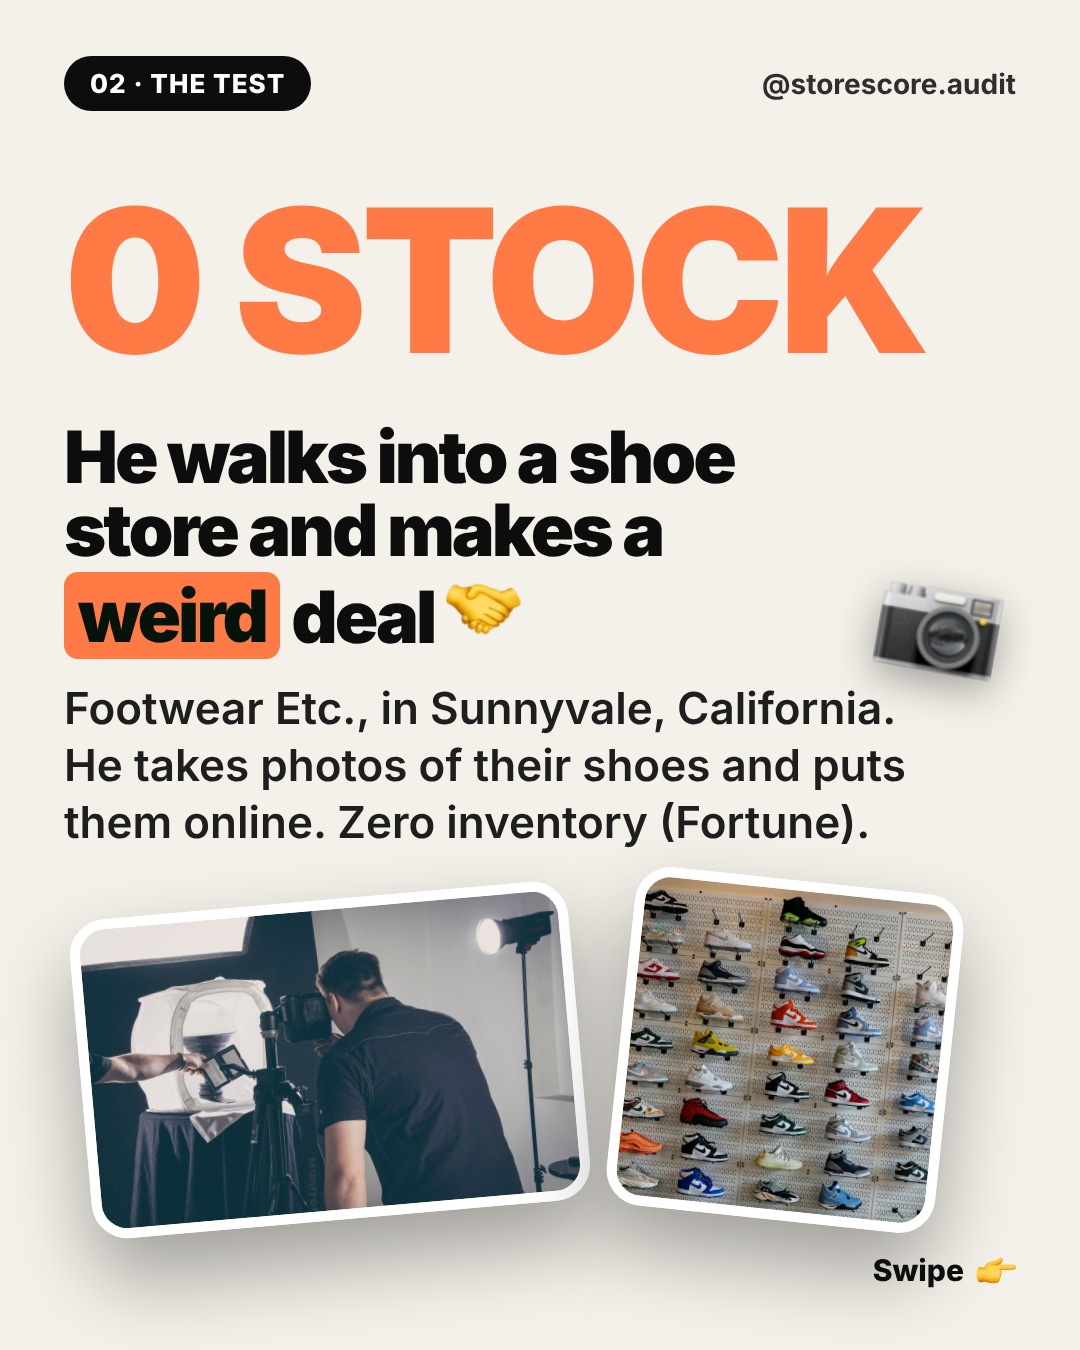 02 · THE TEST
@storescore.audit
0 STOCK
He walks into a shoe
store and makes a
weird deal
Footwear Etc., in Sunnyvale, California.
He takes photos of their shoes and puts
them online. Zero inventory (Fortune).
Swipe